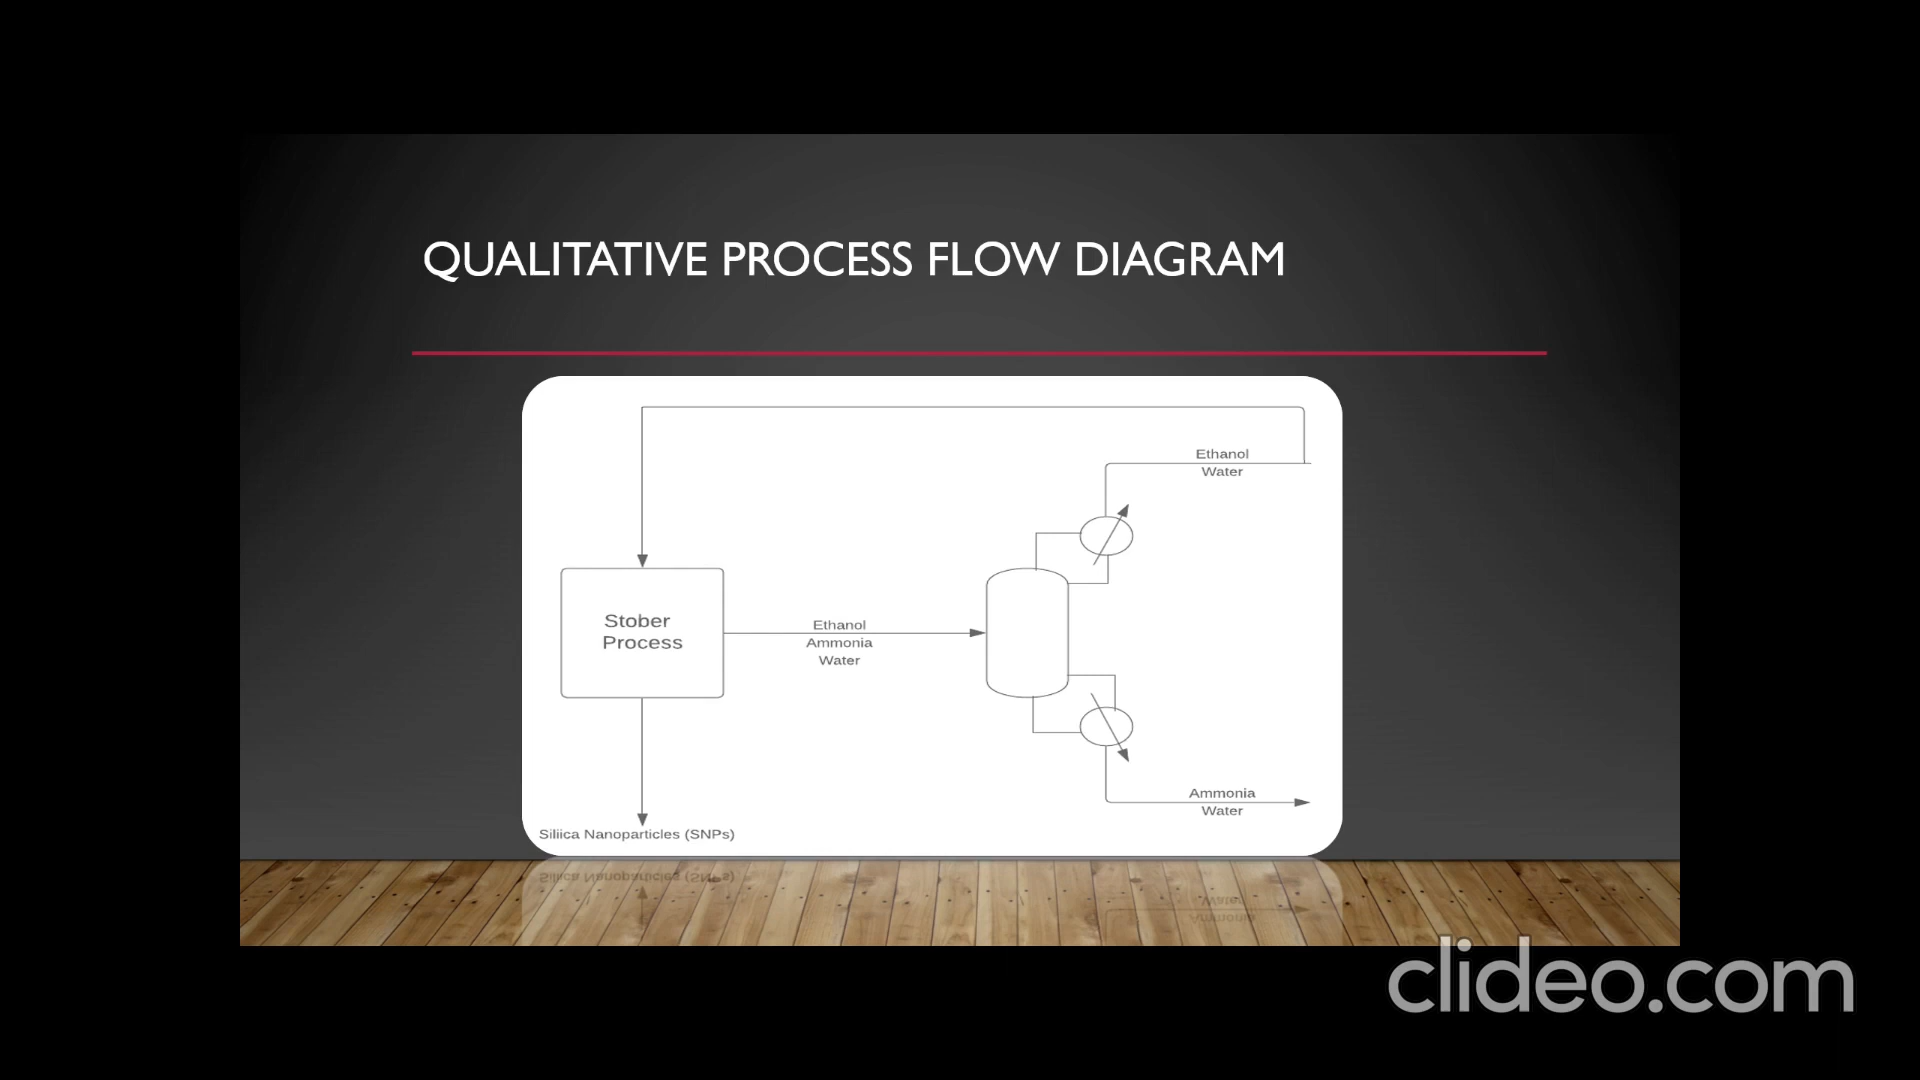 QUALITATIVE PROCESS FLOW DIAGRAM
Ethanol
Water
Stober
Process
Ethanol
Ammonia
Water
Ammonia
Water
Siliica Nanoparticles (SNPs)
clideo.com